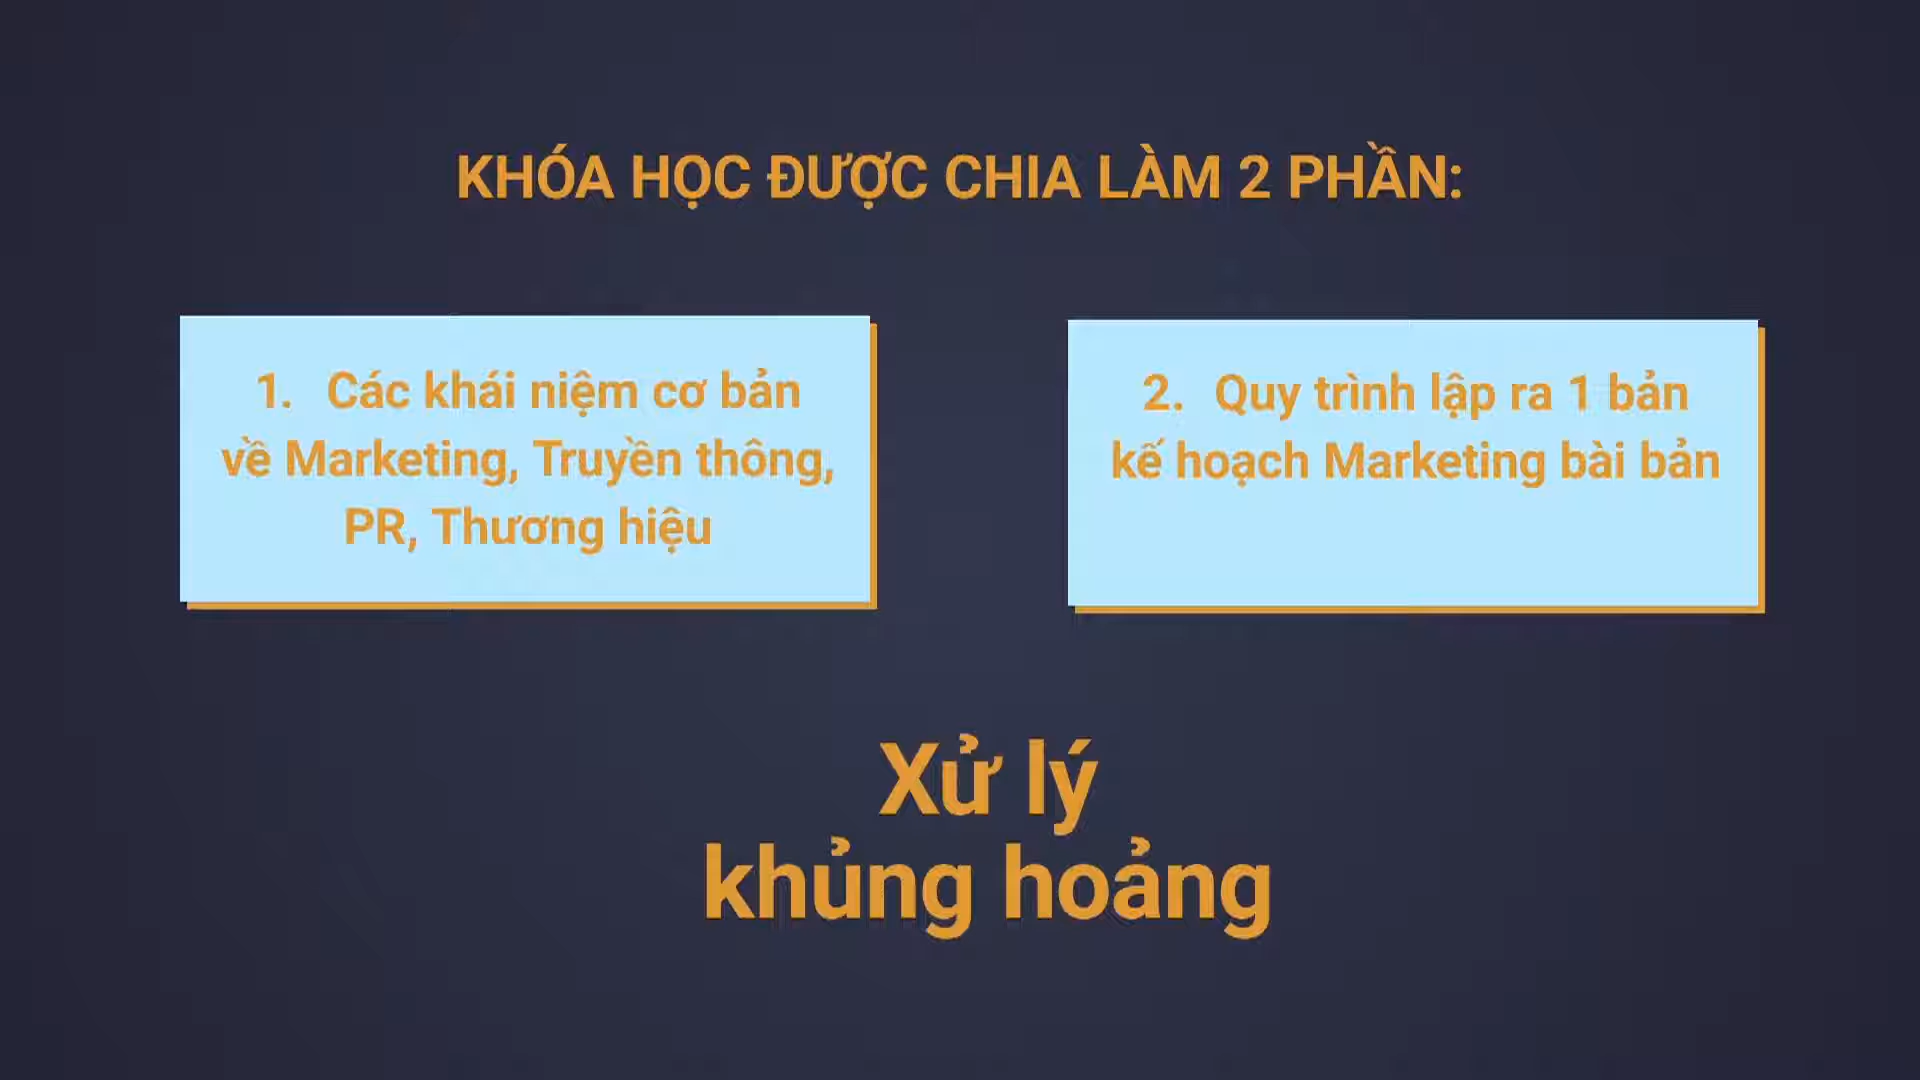 KHÓA HỌC ĐƯỢC CHIA LÀM 2 PHẦN:
1. Các khái niệm cơ bản
về Marketing, Truyền thông,
PR, Thương hiệu
2. Quy trình lập ra 1 bản
kế hoạch Marketing bài bản
Xử lý
khủng hoảng